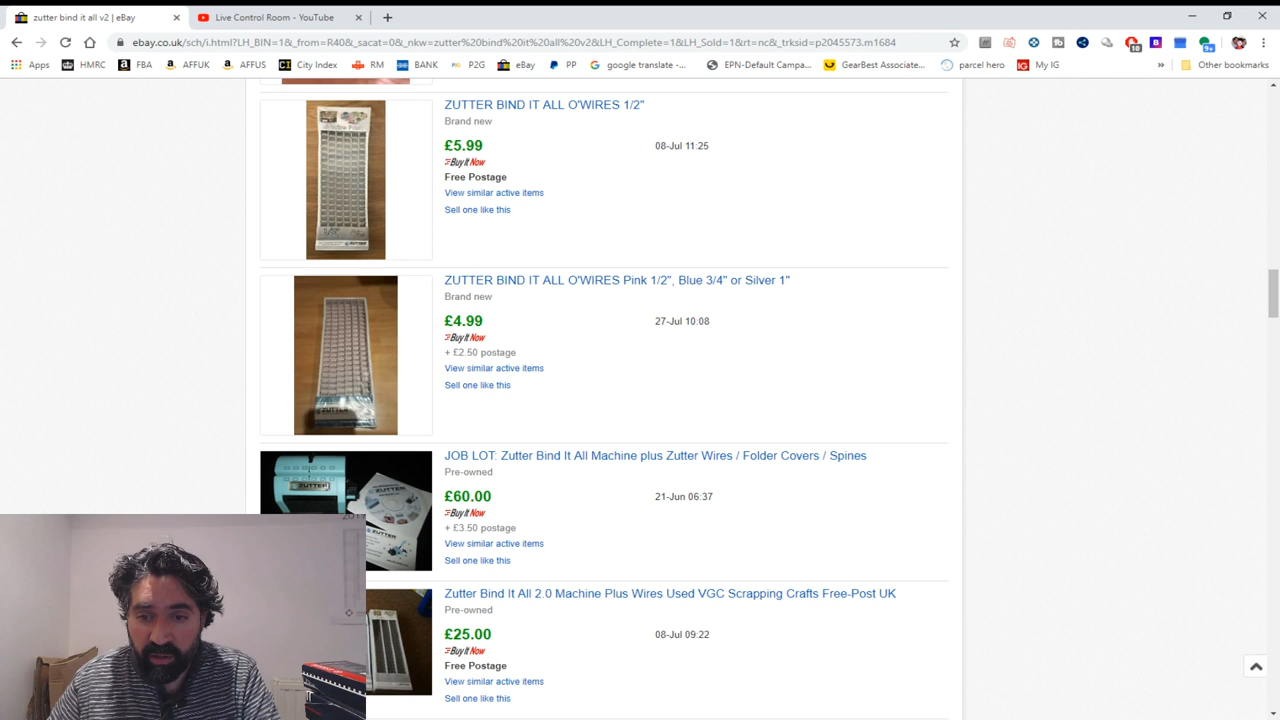 zutter bind it all v2 | eBay
Live Control Room - YouTube
ebay.co.uk/sch/i.html?LH_BIN=1&_from=R40&_sacat=0&_nkw=zutter%20bind%20it%20all%20v2&LH_Complete=1&LH_Sold=1&rt=nc&_trksid=p2045573.m1684
10
9+
Apps
HMRC
FBA
AFFUK
AFFUS
City Index
RM
BANK
P2G
eBay
PP
google translate -...
EPN-Default Campa...
GearBest Associate...
parcel hero
My IG
»
Other bookmarks
ZUTTER BIND IT ALL O'WIRES 1/2"
Brand new
£5.99
08-Jul 11:25
Buy It Now
Free Postage
View similar active items
Sell one like this
ZUTTER BIND IT ALL O'WIRES Pink 1/2", Blue 3/4" or Silver 1"
Brand new
£4.99
27-Jul 10:08
Buy It Now
+ £2.50 postage
View similar active items
Sell one like this
JOB LOT: Zutter Bind It All Machine plus Zutter Wires / Folder Covers / Spines
Pre-owned
£60.00
21-Jun 06:37
Buy It Now
+ £3.50 postage
View similar active items
Sell one like this
ZUTTER
ZUTTER
Zutter Bind It All 2.0 Machine Plus Wires Used VGC Scrapping Crafts Free-Post UK
Pre-owned
£25.00
08-Jul 09:22
Buy It Now
Free Postage
View similar active items
Sell one like this